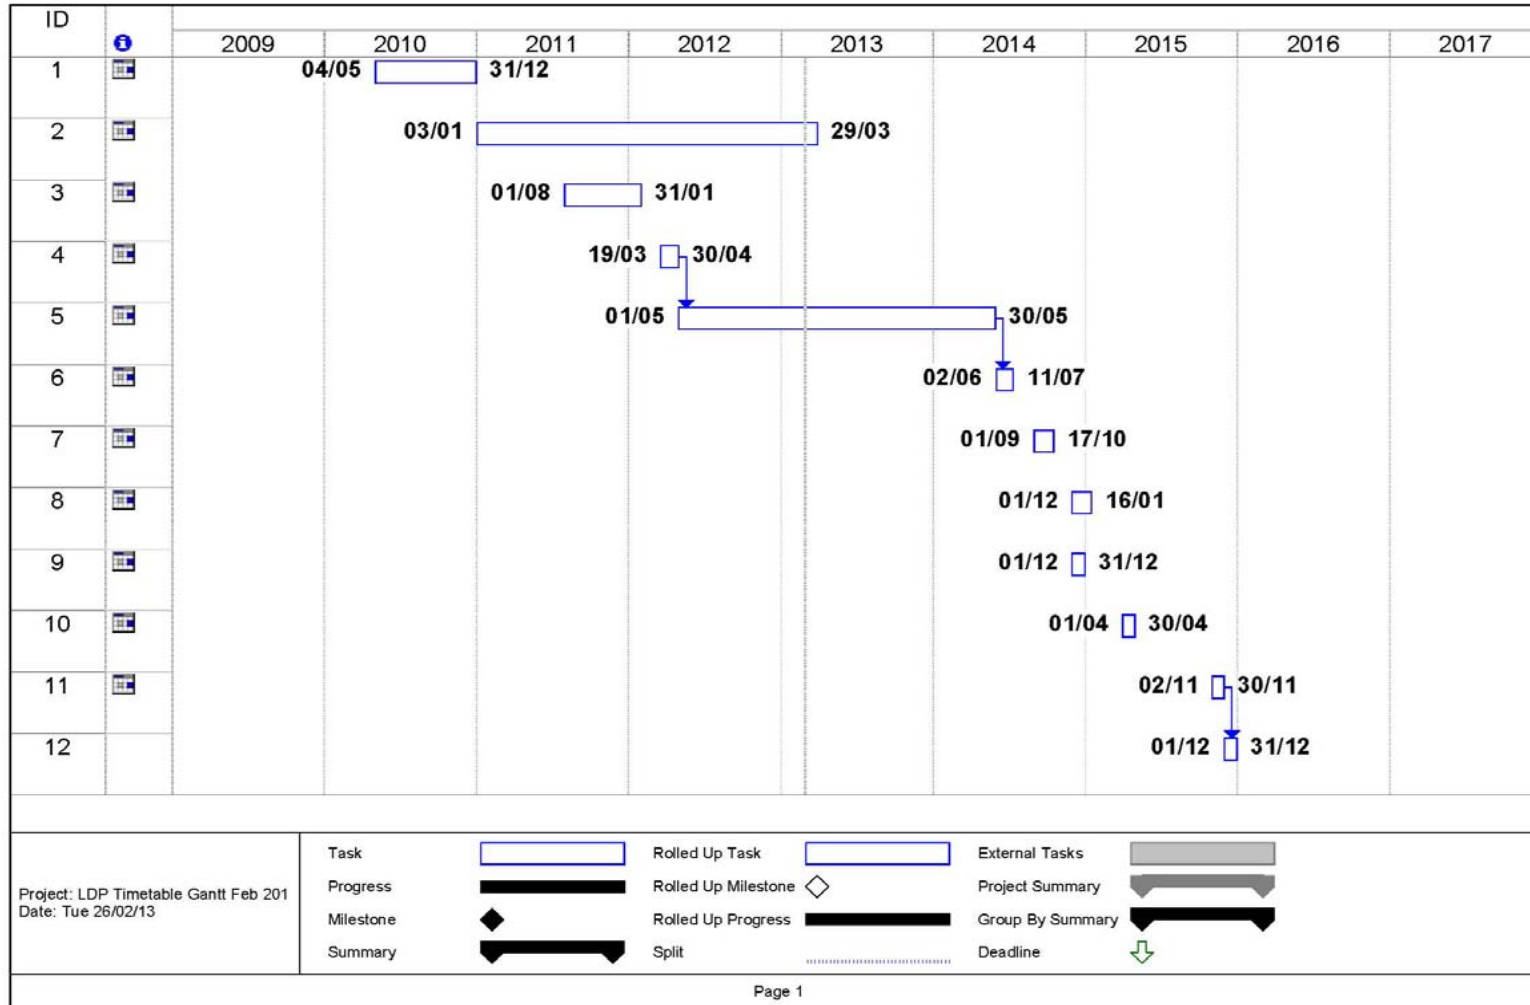 ID
2009 2010 2011 2012 2013 2014 2015 2016 2017
1 04/05 31/12
2 03/01 29/03
3 01/08 31/01
4 19/03 30/04
5 01/05 30/05
6 02/06 11/07
7 01/09 17/10
8 01/12 16/01
9 01/12 31/12
10 01/04 30/04
11 02/11 30/11
12 01/12 31/12
Project: LDP Timetable Gantt Feb 201
Date: Tue 26/02/13
Task Rolled Up Task External Tasks
Progress Rolled Up Milestone Project Summary
Milestone Rolled Up Progress Group By Summary
Summary Split Deadline
Page 1